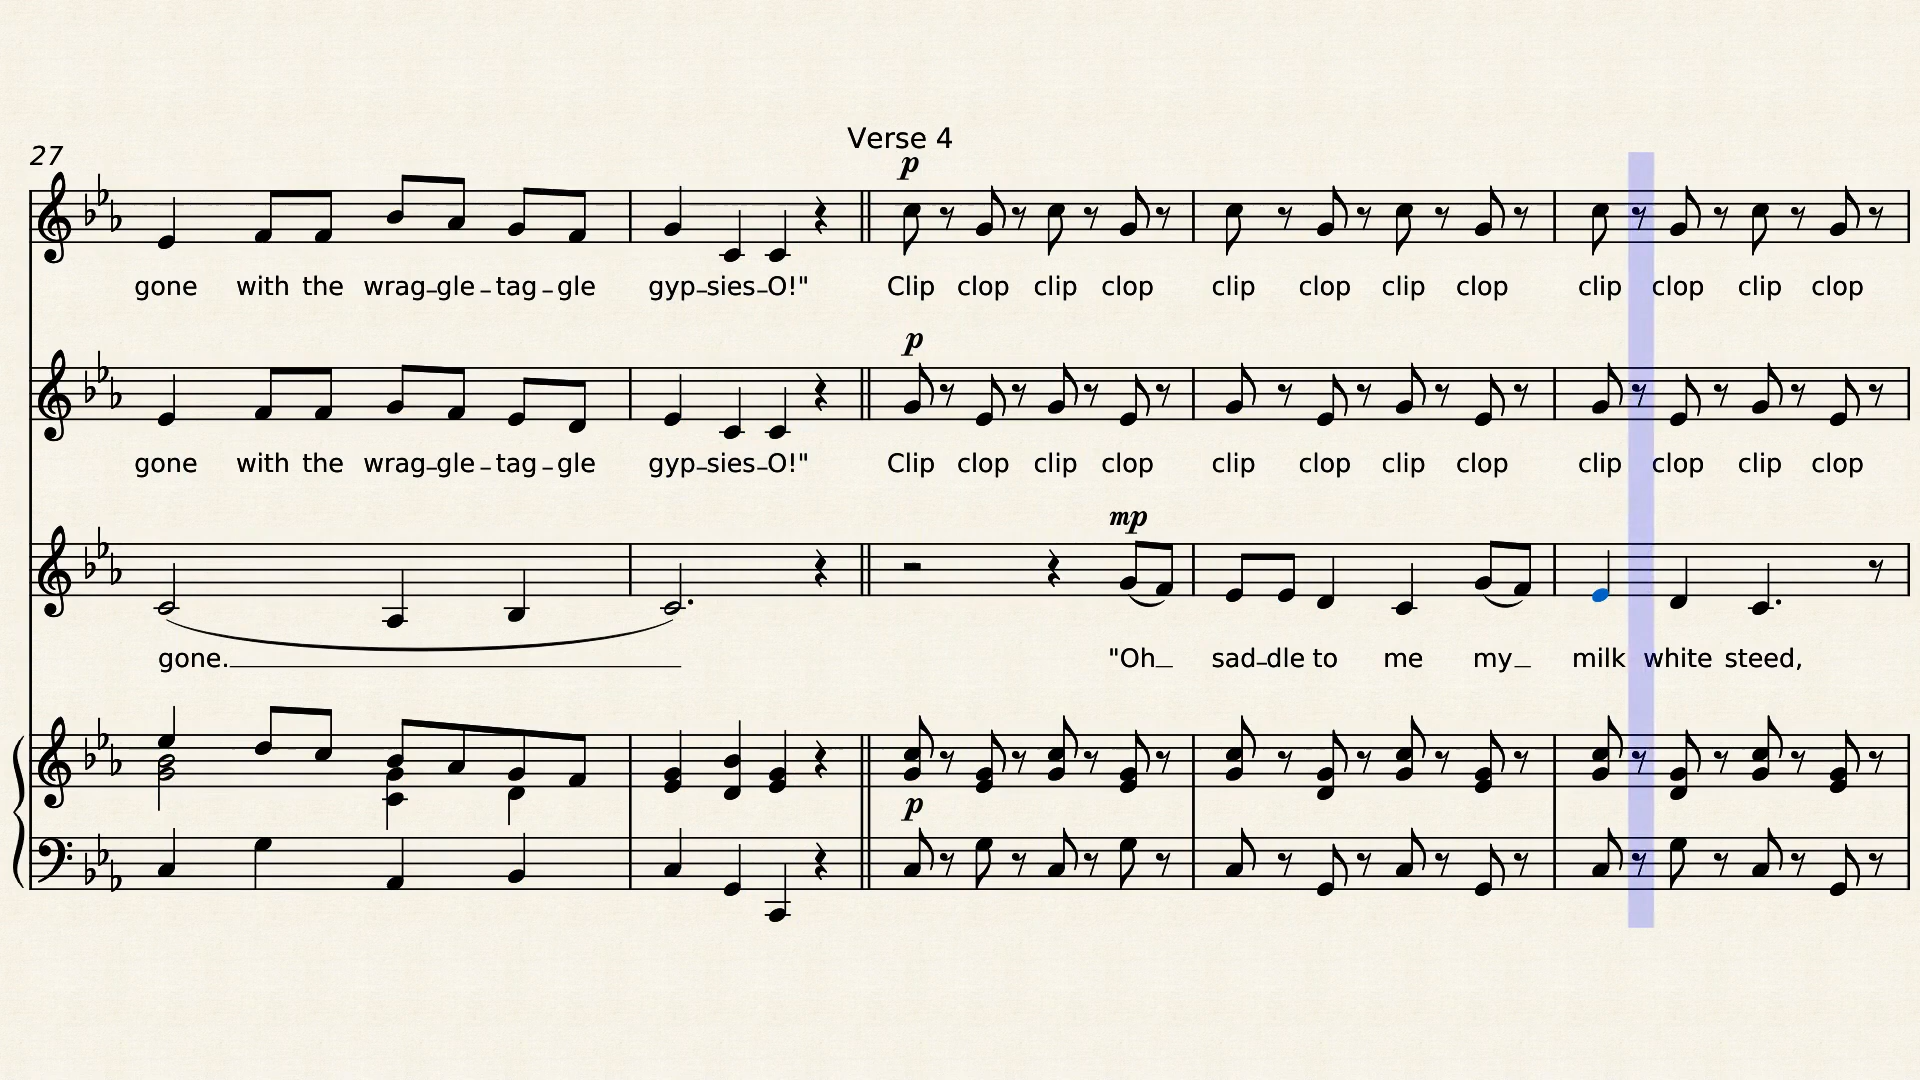 Verse 4
27
p
gone with the wrag-gle-tag-gle gyp-sies-O!" Clip clop clip clop clip clop clip clop clip clop clip clop
p
gone with the wrag-gle-tag-gle gyp-sies-O!" Clip clop clip clop clip clop clip clop clip clop clip clop
mp
gone. "Oh sad-dle to me my milk white steed,
p